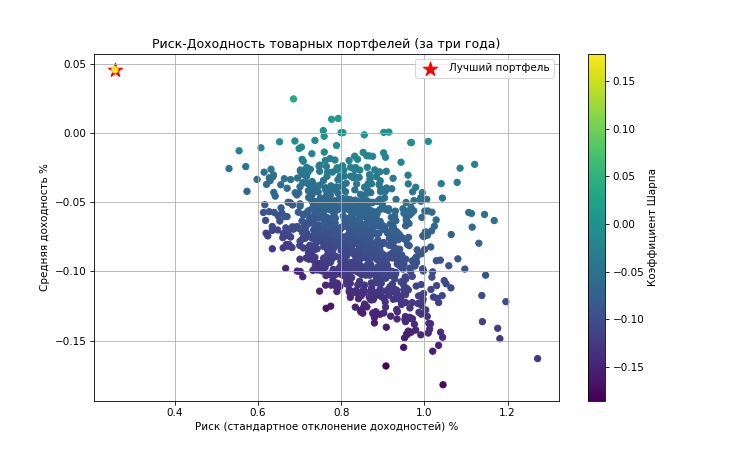 Риск-Доходность товарных портфелей (за три года)
Лучший портфель
Средняя доходность %
0.05
0.00
−0.05
−0.10
−0.15
0.4 0.6 0.8 1.0 1.2
Риск (стандартное отклонение доходностей) %
0.15
0.10
0.05
0.00
−0.05
−0.10
−0.15
Коэффициент Шарпа